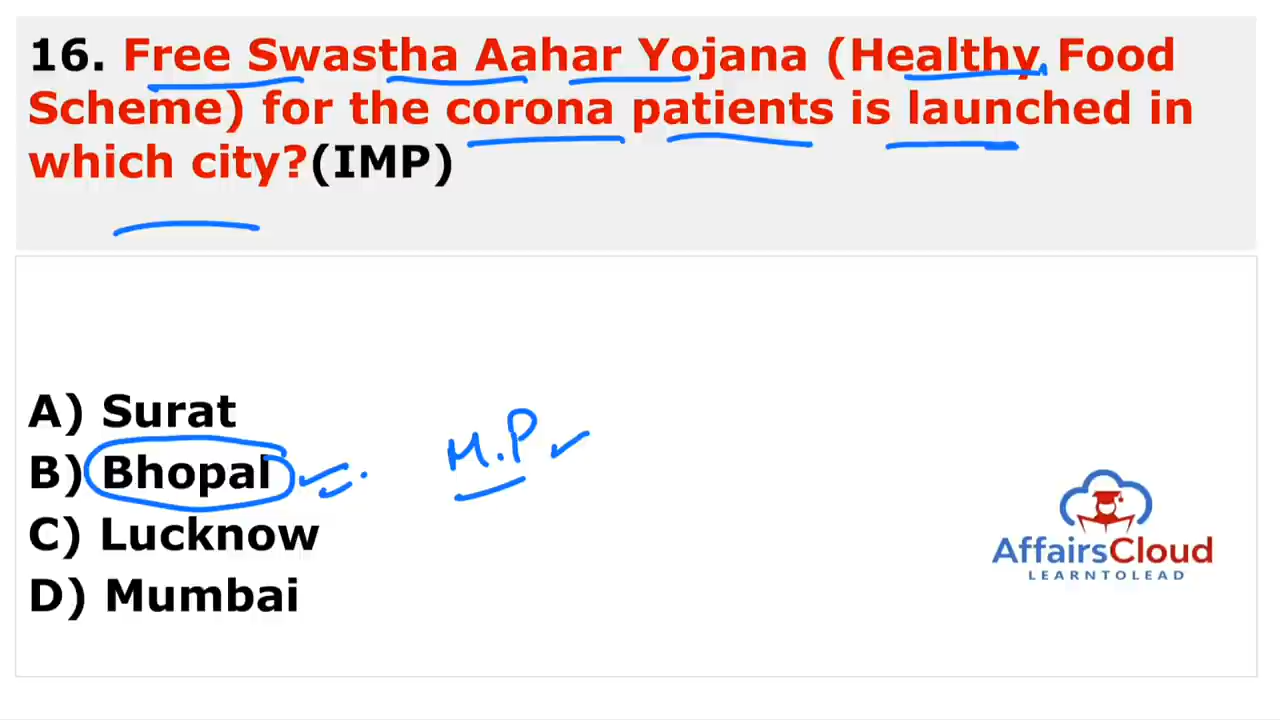 16. Free Swastha Aahar Yojana (Healthy Food
Scheme) for the corona patients is launched in
which city?(IMP)
A) Surat
B) Bhopal
M.P
C) Lucknow
D) Mumbai
AffairsCloud
LEARNTOLEAD